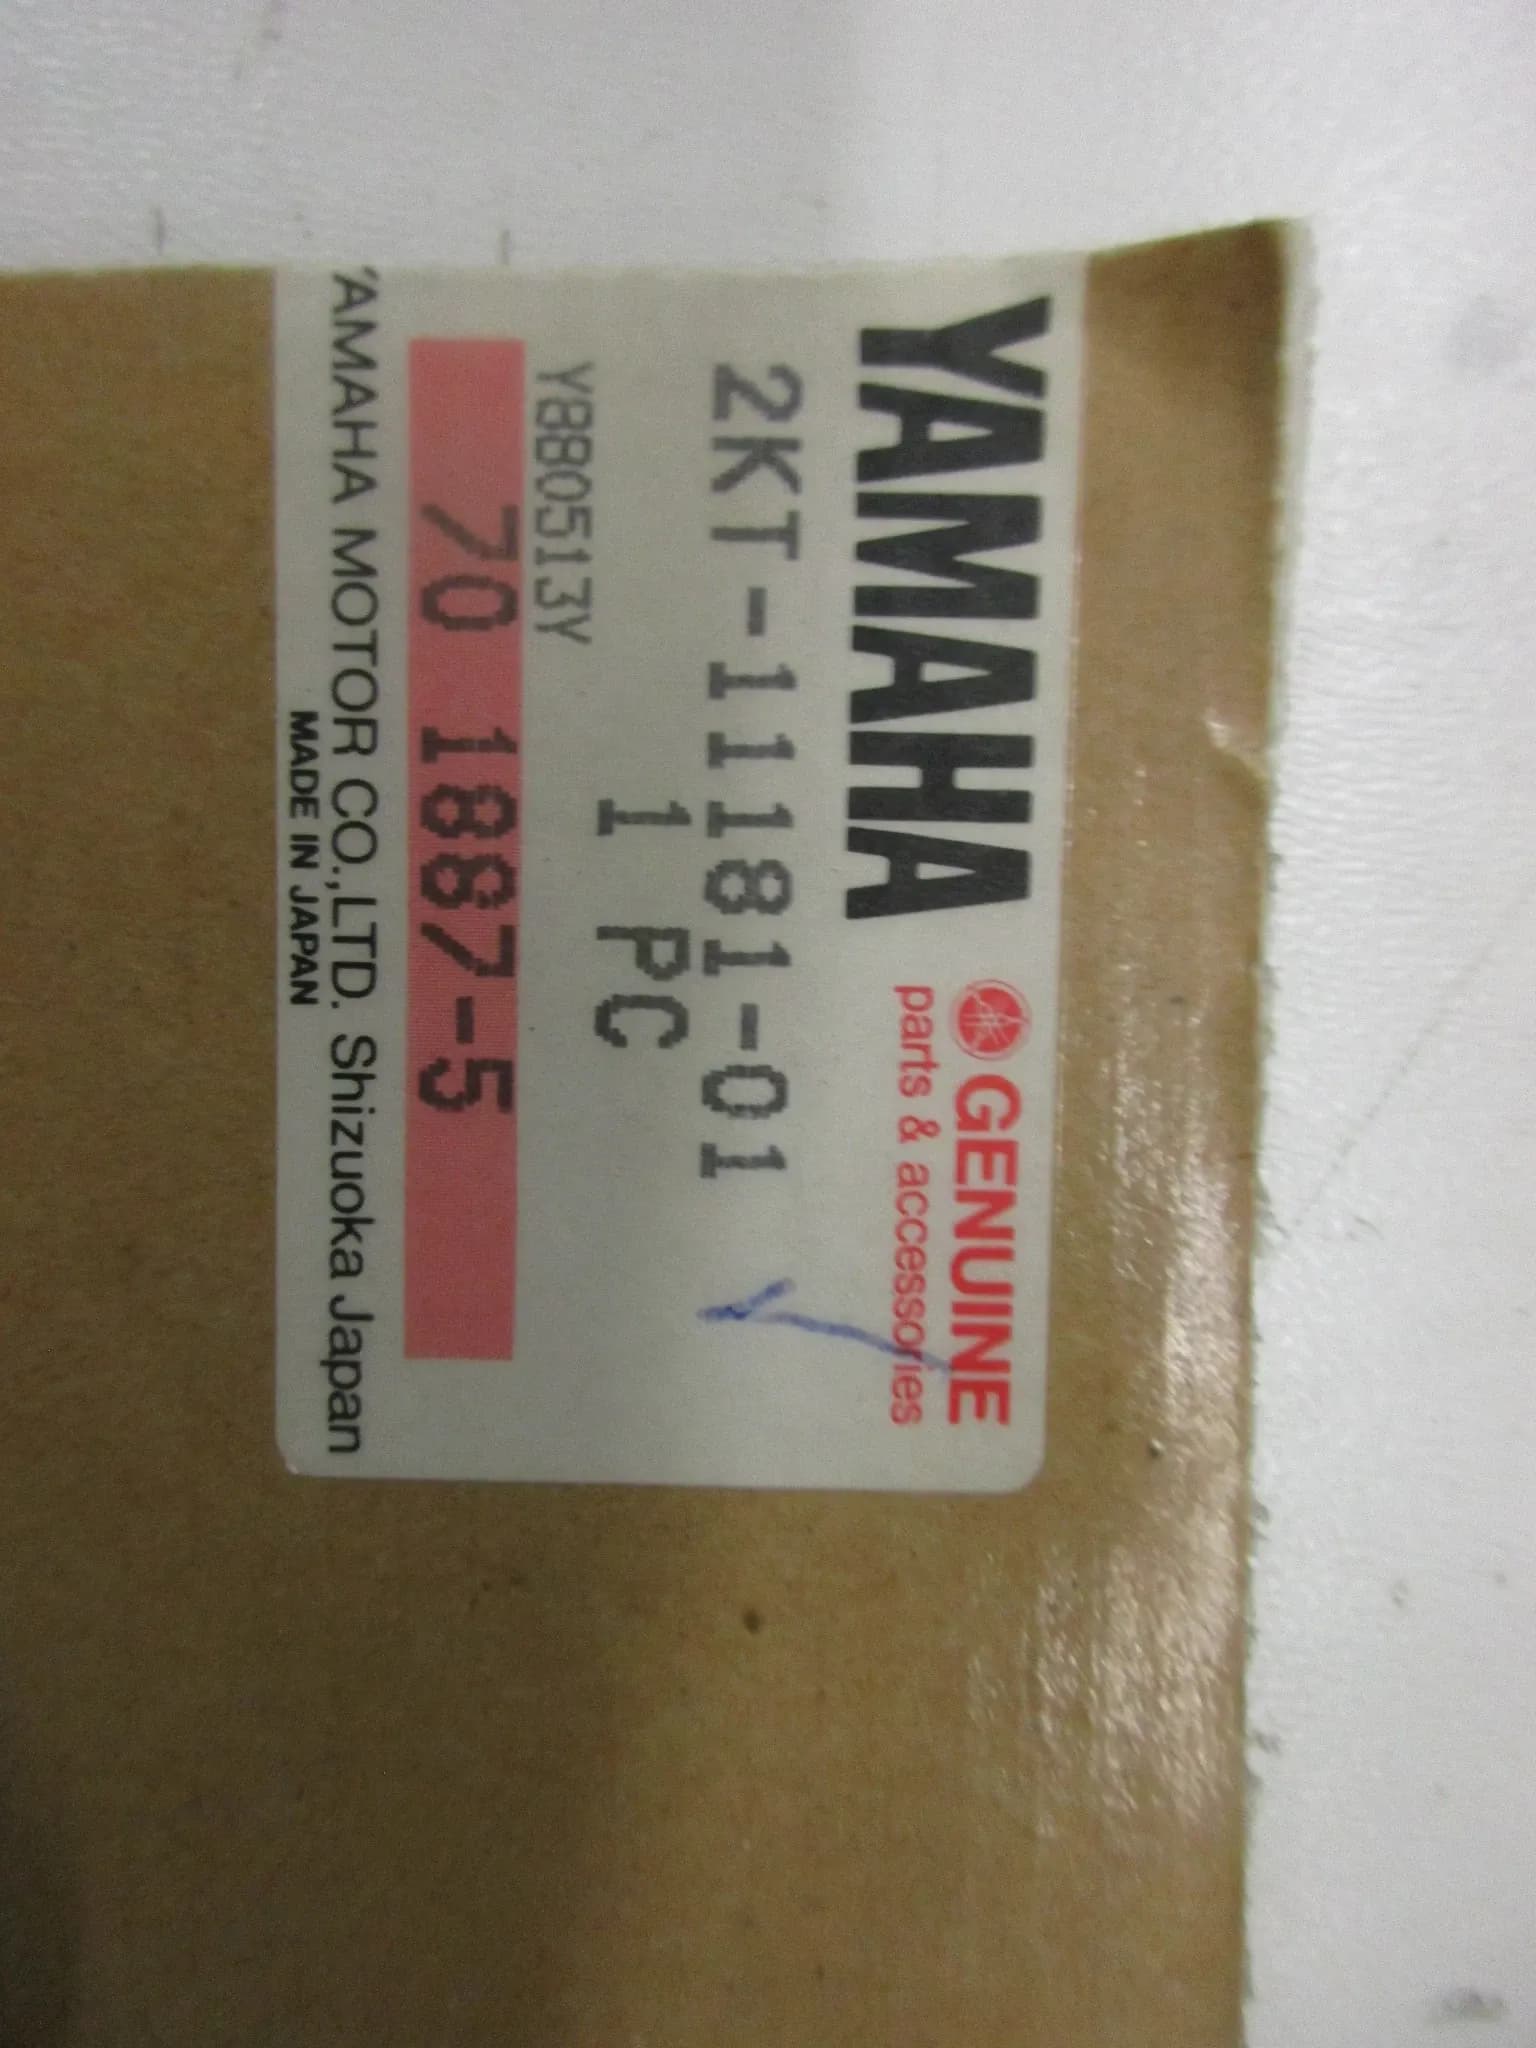 YAMAHA GENUINE
parts & accessories
2KT-11181-01
1 PC
Y880513Y
70 1887-5
YAMAHA MOTOR CO.,LTD. Shizuoka Japan
MADE IN JAPAN